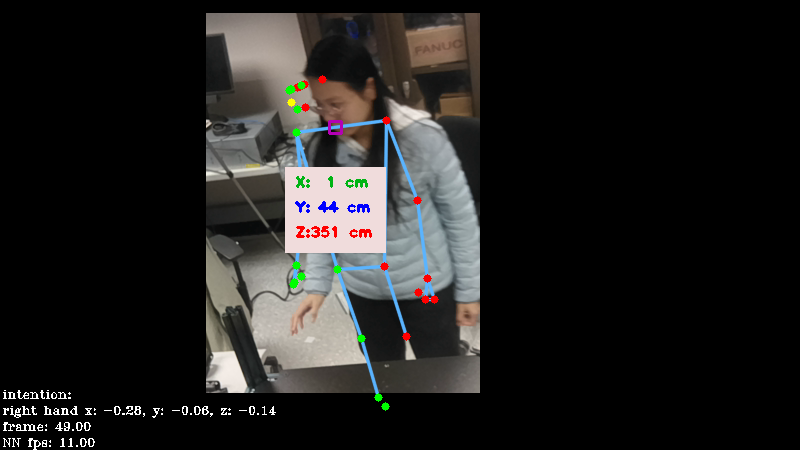 FANUC
X: 1 cm
Y: 44 cm
Z:351 cm
intention:
right hand x: -0.28, y: -0.06, z: -0.14
frame: 49.00
NN fps: 11.00